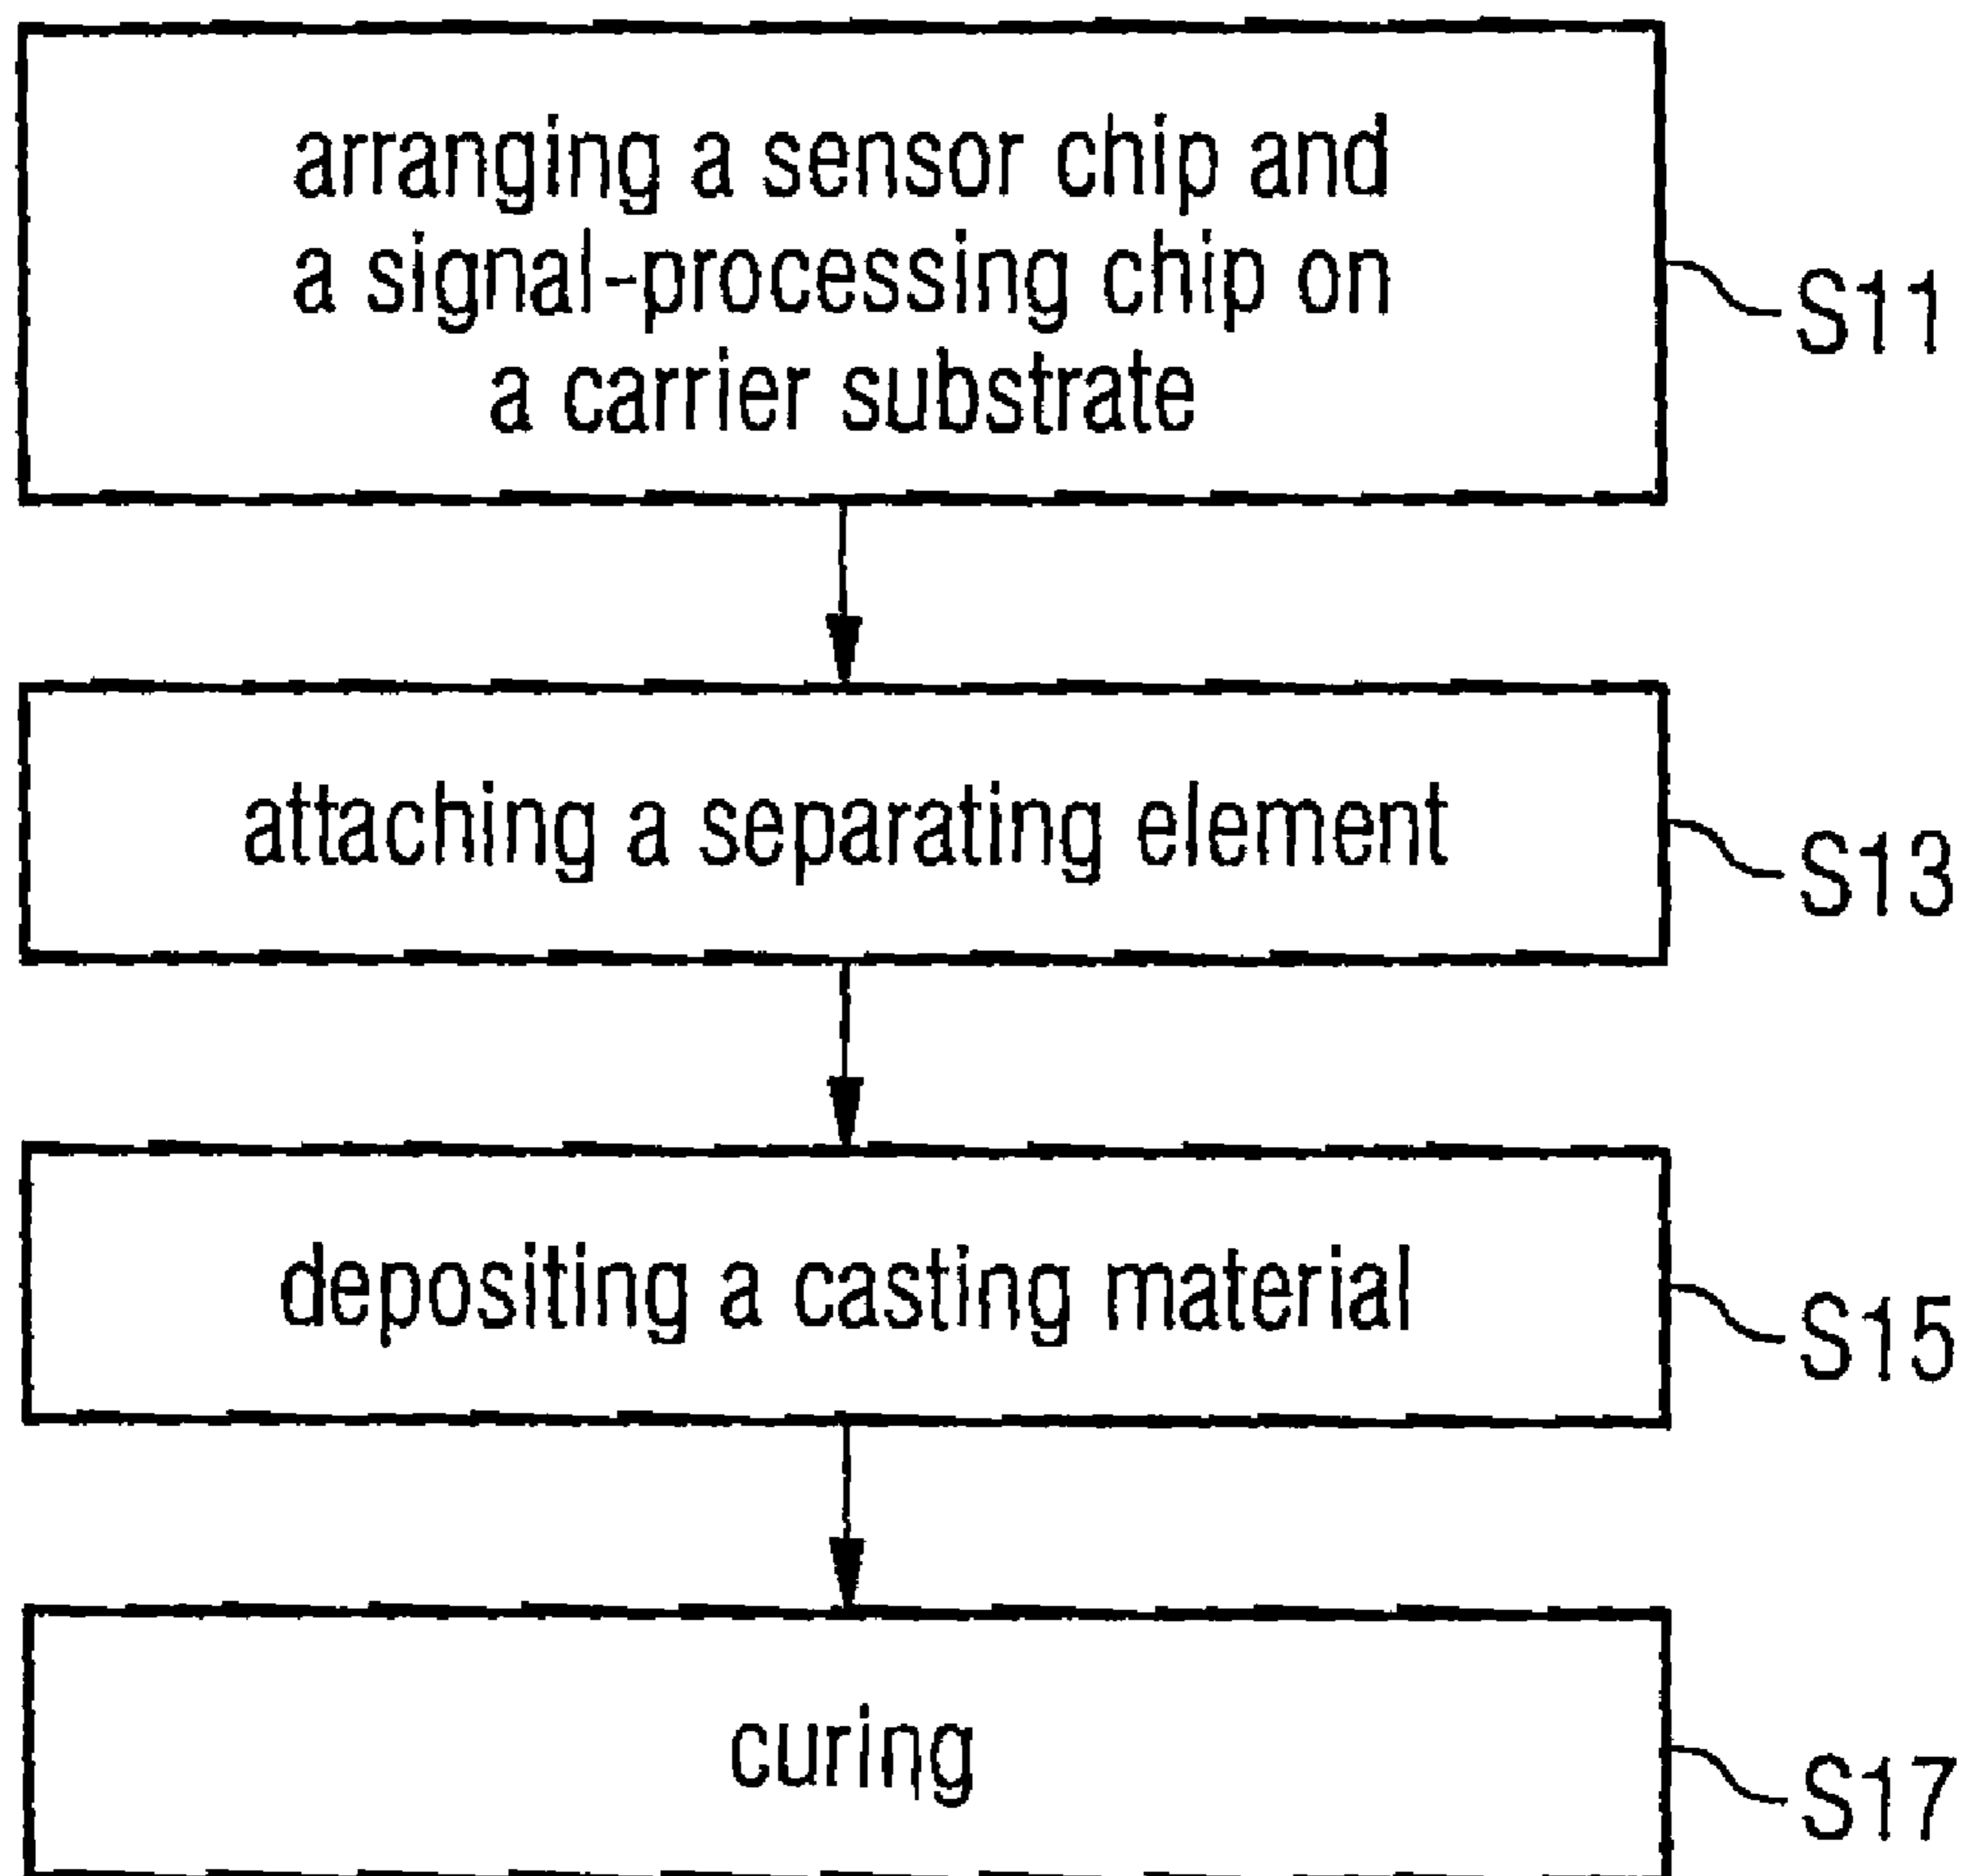 arranging a sensor chip and
a signal-processing chip on
a carrier substrate
S11
attaching a separating element
S13
depositing a casting material
S15
curing
S17